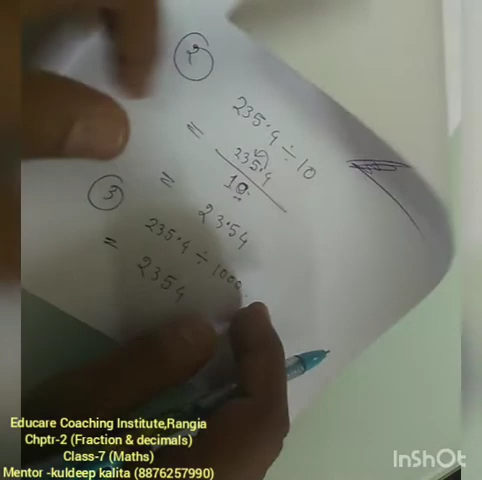 2
235.4 ÷ 10
= 235.4
10
= 23.54
3
235.4 ÷ 1000
= 2354
Educare Coaching Institute,Rangia
Chptr-2 (Fraction & decimals)
Class-7 (Maths)
Mentor -kuldeep kalita (8876257990)
InShOt